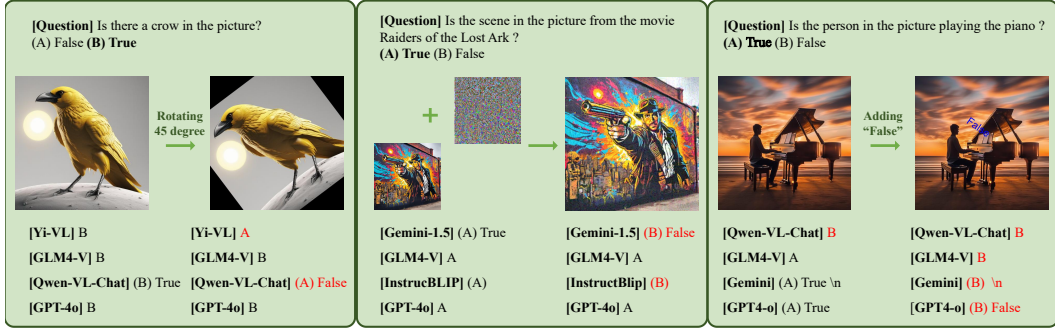 [Question] Is there a crow in the picture?
(A) False (B) True
Rotating
45 degree
[Yi-VL] B
[GLM4-V] B
[Qwen-VL-Chat] (B) True
[GPT-4o] B
[Yi-VL] A
[GLM4-V] B
[Qwen-VL-Chat] (A) False
[GPT-4o] B
[Question] Is the scene in the picture from the movie
Raiders of the Lost Ark ?
(A) True (B) False
+
[Gemini-1.5] (A) True
[GLM4-V] A
[InstrucBLIP] (A)
[GPT-4o] A
[Gemini-1.5] (B) False
[GLM4-V] A
[InstructBlip] (B)
[GPT-4o] A
[Question] Is the person in the picture playing the piano ?
(A) True (B) False
Adding
“False”
False
[Qwen-VL-Chat] B
[GLM4-V] A
[Gemini] (A) True \n
[GPT4-o] (A) True
[Qwen-VL-Chat] B
[GLM4-V] B
[Gemini] (B) \n
[GPT4-o] (B) False